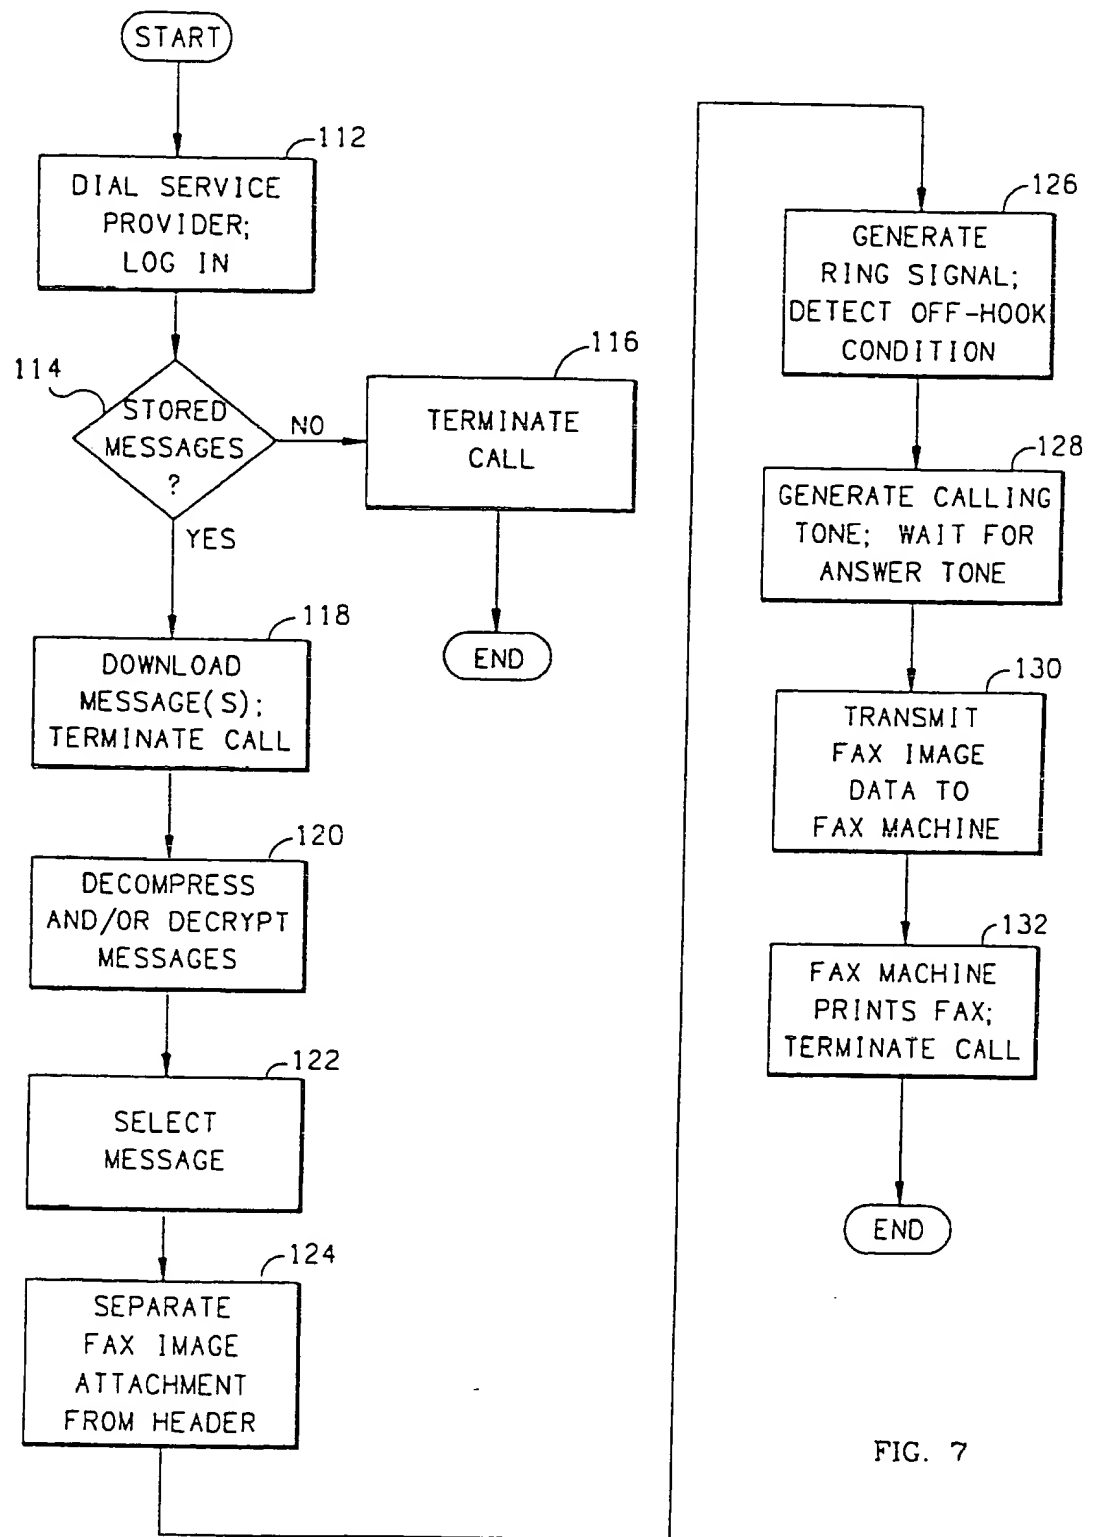 START
112
DIAL SERVICE
PROVIDER;
LOG IN
114
STORED
MESSAGES
?
NO
YES
116
TERMINATE
CALL
END
118
DOWNLOAD
MESSAGE(S);
TERMINATE CALL
120
DECOMPRESS
AND/OR DECRYPT
MESSAGES
122
SELECT
MESSAGE
124
SEPARATE
FAX IMAGE
ATTACHMENT
FROM HEADER
126
GENERATE
RING SIGNAL;
DETECT OFF-HOOK
CONDITION
128
GENERATE CALLING
TONE; WAIT FOR
ANSWER TONE
130
TRANSMIT
FAX IMAGE
DATA TO
FAX MACHINE
132
FAX MACHINE
PRINTS FAX;
TERMINATE CALL
END
FIG. 7